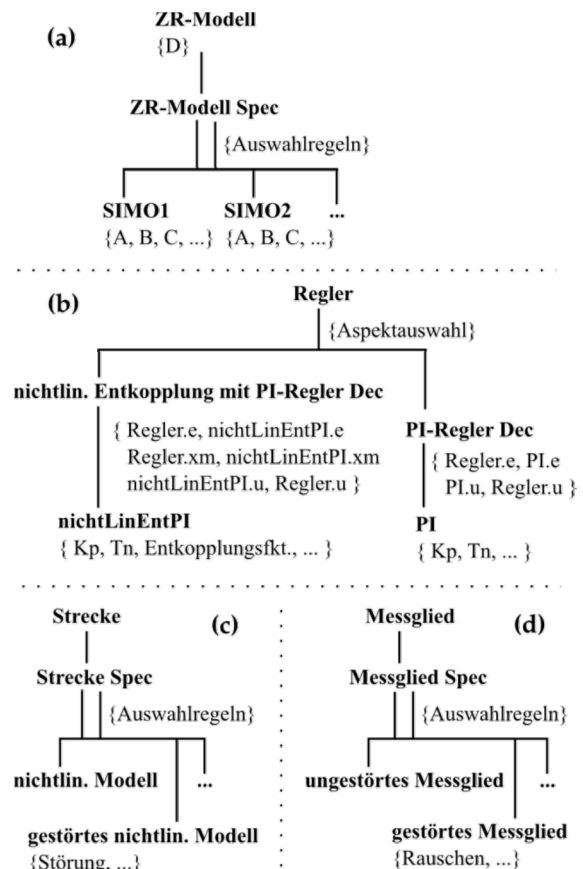 (a)
ZR-Modell
{D}
ZR-Modell Spec
{Auswahlregeln}
SIMO1 SIMO2 ...
{A, B, C, ...} {A, B, C, ...}
(b)
Regler
{Aspektauswahl}
nichtlin. Entkopplung mit PI-Regler Dec
{ Regler.e, nichtLinEntPI.e
Regler.xm, nichtLinEntPI.xm
nichtLinEntPI.u, Regler.u }
nichtLinEntPI
{ Kp, Tn, Entkopplungsfkt., ... }
PI-Regler Dec
{ Regler.e, PI.e
PI.u, Regler.u }
PI
{ Kp, Tn, ... }
(c)
Strecke
Strecke Spec
{Auswahlregeln}
nichtlin. Modell ...
gestörtes nichtlin. Modell
{Störung, ...}
(d)
Messglied
Messglied Spec
{Auswahlregeln}
ungestörtes Messglied ...
gestörtes Messglied
{Rauschen, ...}